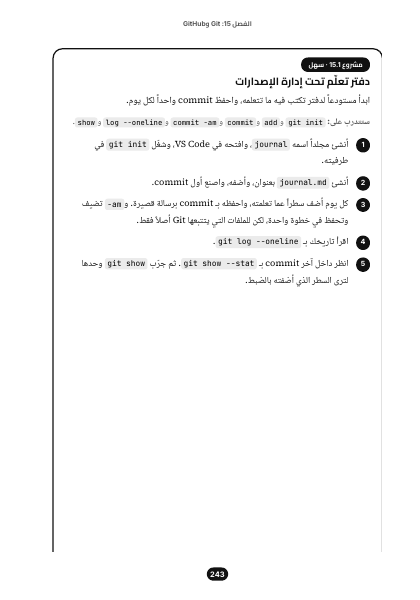 الفصل 15: Git وGitHub
مشروع 15.1 · سهل
دفتر تعلّم تحت إدارة الإصدارات
ابدأ مستودعاً لدفتر تكتب فيه ما تتعلمه، واحفظ commit واحداً لكل يوم.
ستتدرب على: git init و add و commit و commit -am و log --oneline و show.
1 أنشئ مجلداً اسمه journal، وافتحه في VS Code، وشغّل git init في
طرفيته.
2 أنشئ journal.md بعنوان، وأضفه، واصنع أول commit.
3 كل يوم أضف سطراً عما تعلمته، واحفظه بـ commit برسالة قصيرة. و-am تضيف
وتحفظ في خطوة واحدة، لكن للملفات التي يتتبعها Git أصلاً فقط.
4 اقرأ تاريخك بـ git log --oneline.
5 انظر داخل آخر commit بـ git show --stat. ثم جرّب git show وحدها
لترى السطر الذي أضفته بالضبط.
243